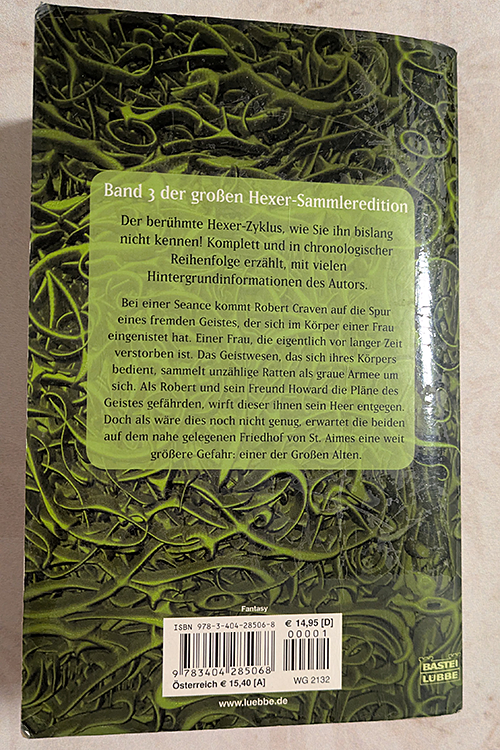 Band 3 der großen Hexer-Sammleredition
Der berühmte Hexer-Zyklus, wie Sie ihn bislang
nicht kennen! Komplett und in chronologischer
Reihenfolge erzählt, mit vielen
Hintergrundinformationen des Autors.
Bei einer Seance kommt Robert Craven auf die Spur
eines fremden Geistes, der sich im Körper einer Frau
eingenistet hat. Einer Frau, die eigentlich vor langer Zeit
verstorben ist. Das Geistwesen, das sich ihres Körpers
bedient, sammelt unzählige Ratten als graue Armee um
sich. Als Robert und sein Freund Howard die Pläne des
Geistes gefährden, wirft dieser ihnen sein Heer entgegen.
Doch als wäre dies noch nicht genug, erwartet die beiden
auf dem nahe gelegenen Friedhof von St. Aimes eine weit
größere Gefahr: einer der Großen Alten.
Fantasy
ISBN 978-3-404-28506-8
€ 14,95 [D]
00001
9 783404 285068
Österreich € 15,40 [A]
WG 2132
www.luebbe.de
BASTEI
LÜBBE